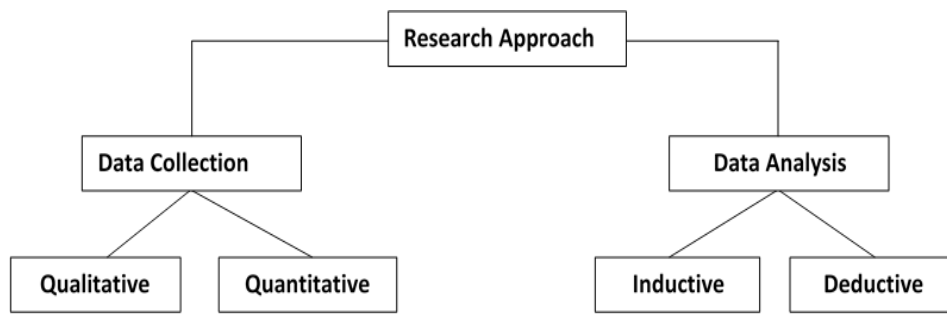 Research Approach
Data Collection
Data Analysis
Qualitative
Quantitative
Inductive
Deductive